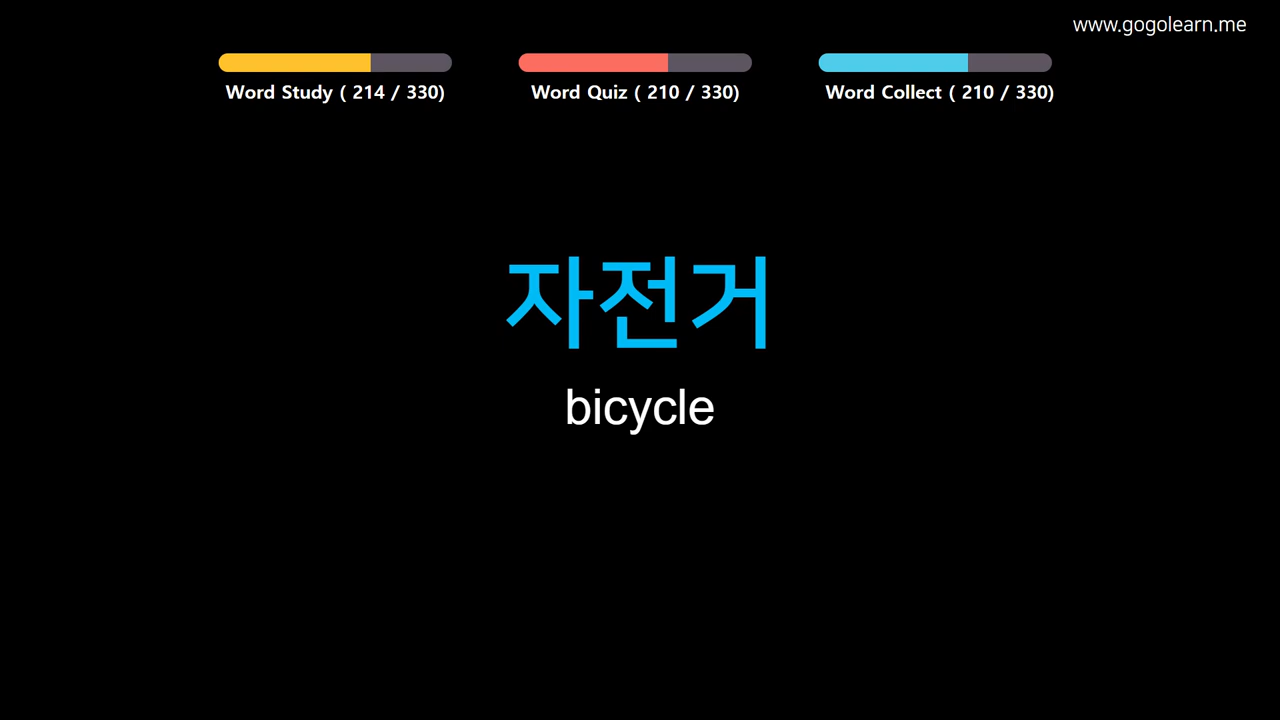 www.gogolearn.me
Word Study ( 214 / 330)
Word Quiz ( 210 / 330)
Word Collect ( 210 / 330)
자전거
bicycle